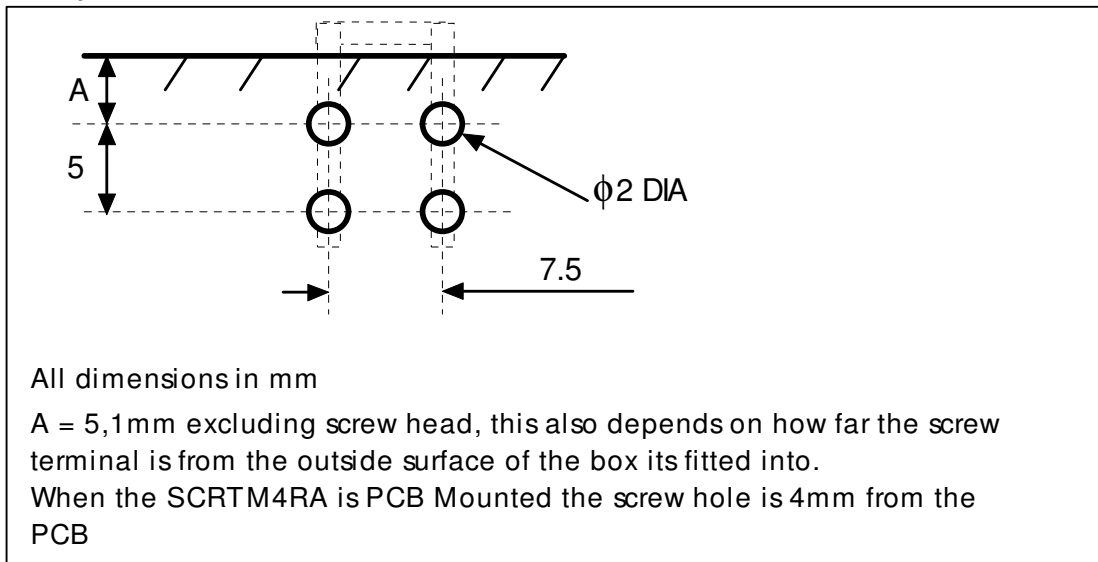 A
5
ϕ2 DIA
7.5
All dimensions in mm
A = 5,1mm excluding screw head, this also depends on how far the screw
terminal is from the outside surface of the box its fitted into.
When the SCRTM4RA is PCB Mounted the screw hole is 4mm from the
PCB